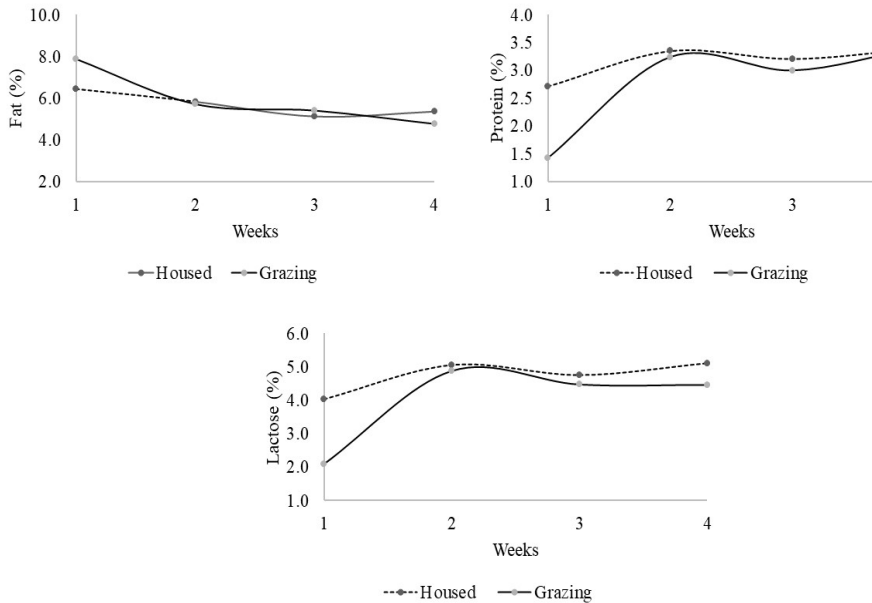 10.0
8.0
6.0
4.0
2.0
Fat (%)
1 2 3 4
Weeks
Housed Grazing
4.0
3.5
3.0
2.5
2.0
1.5
1.0
Protein (%)
1 2 3
Weeks
Housed Grazing
6.0
5.0
4.0
3.0
2.0
1.0
Lactose (%)
1 2 3 4
Weeks
Housed Grazing